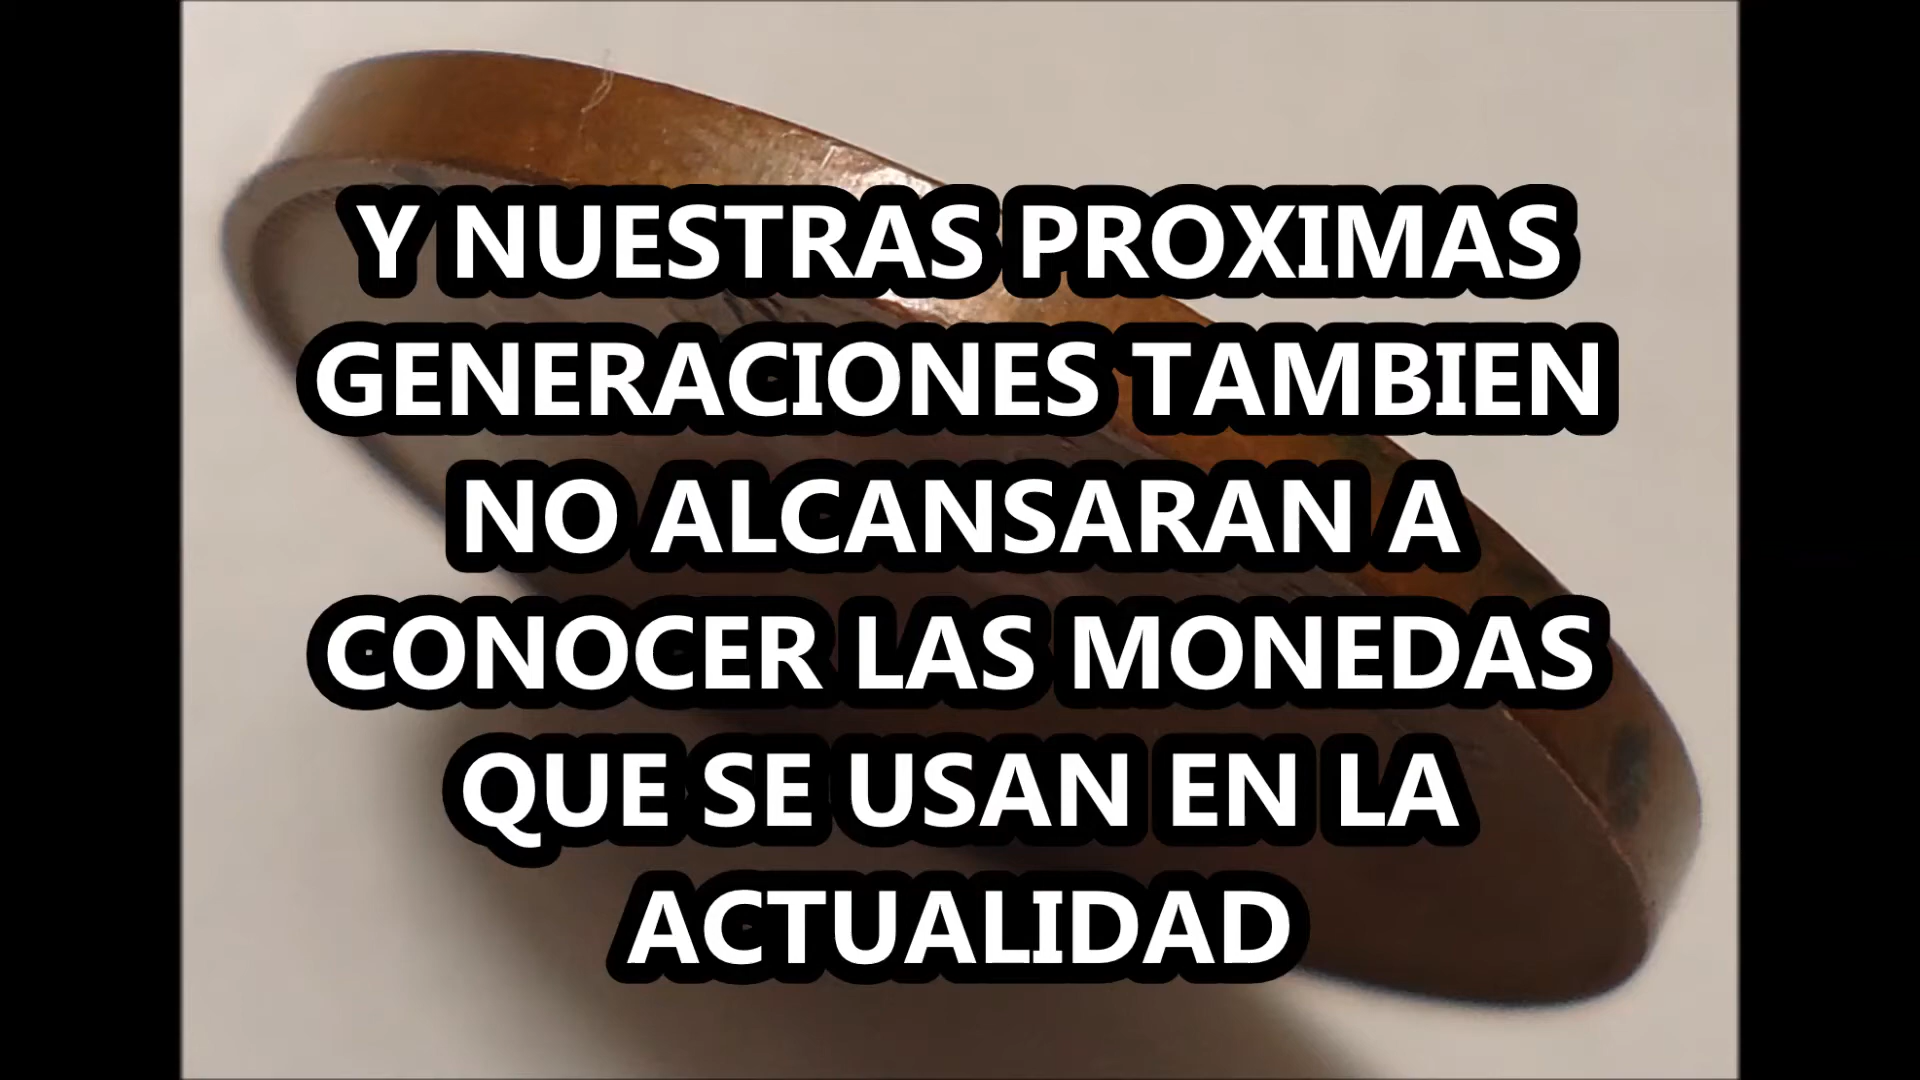 Y NUESTRAS PROXIMAS
GENERACIONES TAMBIEN
NO ALCANSARAN A
CONOCER LAS MONEDAS
QUE SE USAN EN LA
ACTUALIDAD